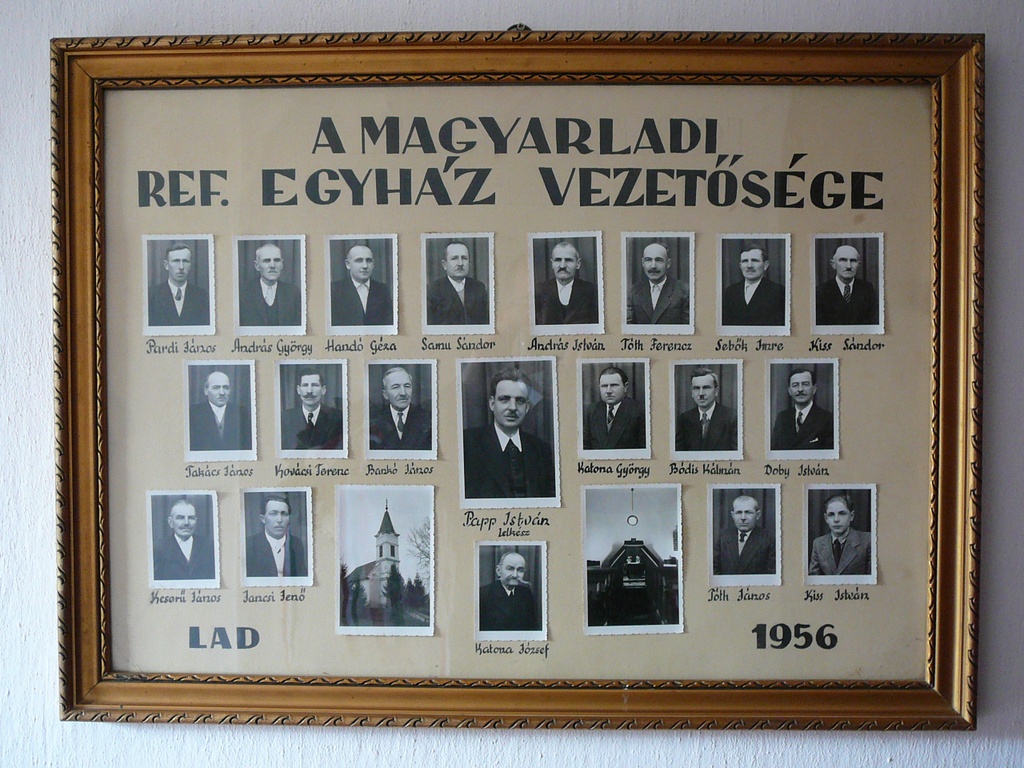 A MAGYARLADI
REF. EGYHÁZ VEZETŐSÉGE
Pardi János András György Handó Géza Samu Sándor András István Tóth Ferencz Sebők Imre Kiss Sándor
Takács János Kovácsi Ferenc Bankó János Katona György Bódis Kálmán Doby István
Papp István
lelkész
Kesorű János Jancsi Jenő Tóth János Kiss István
LAD 1956
Katona József